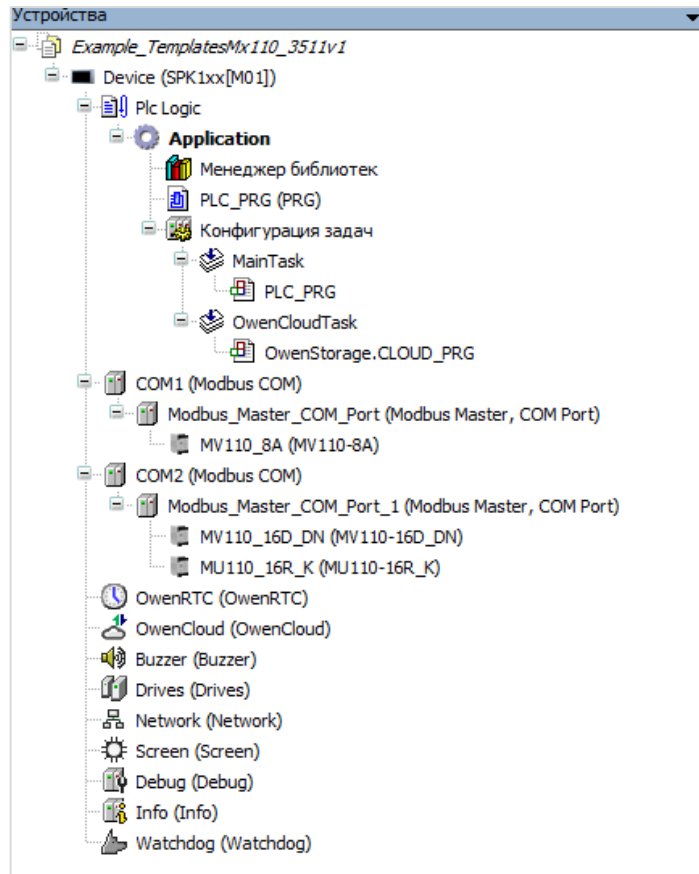 Устройства
Example_TemplatesMx110_3511v1
Device (SPK1xx[M01])
Plc Logic
Application
Менеджер библиотек
PLC_PRG (PRG)
Конфигурация задач
MainTask
PLC_PRG
OwenCloudTask
OwenStorage.CLOUD_PRG
COM1 (Modbus COM)
Modbus_Master_COM_Port (Modbus Master, COM Port)
MV110_8A (MV110-8A)
COM2 (Modbus COM)
Modbus_Master_COM_Port_1 (Modbus Master, COM Port)
MV110_16D_DN (MV110-16D_DN)
MU110_16R_K (MU110-16R_K)
OwenRTC (OwenRTC)
OwenCloud (OwenCloud)
Buzzer (Buzzer)
Drives (Drives)
Network (Network)
Screen (Screen)
Debug (Debug)
Info (Info)
Watchdog (Watchdog)